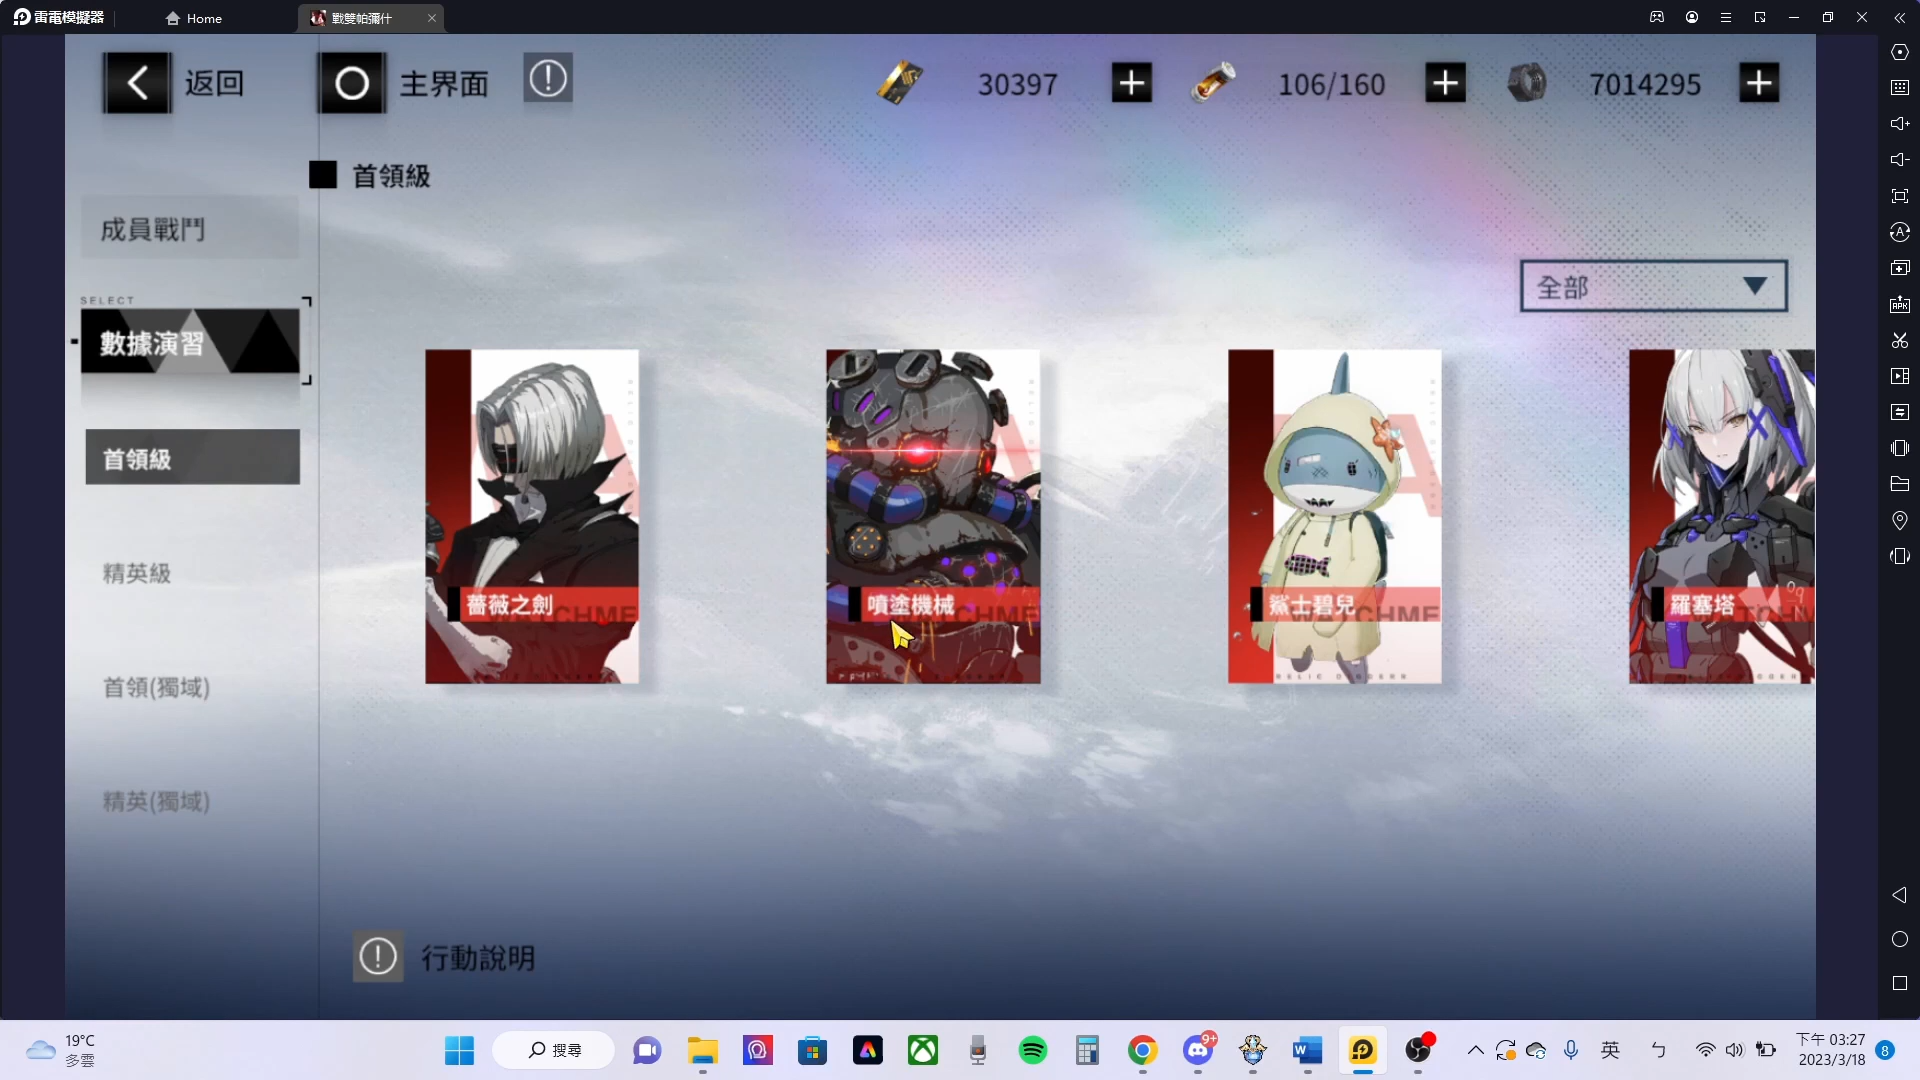 雷電模擬器
Home
戰雙帕彌什
返回
主界面
30397
106/160
7014295
首領級
成員戰鬥
全部
SELECT
數據演習
首領級
精英級
首領(獨域)
精英(獨域)
薔薇之劍
噴塗機械
鯊士碧兒
羅塞塔
行動說明
19°C
多雲
搜尋
9+
英
ㄅ
下午 03:27
2023/3/18
8